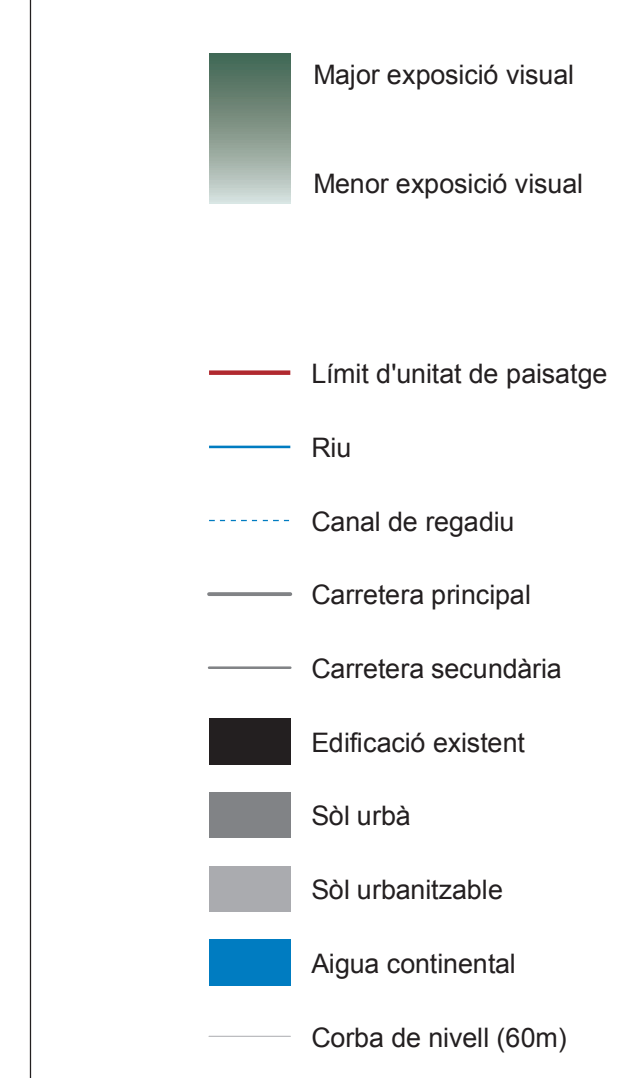 Major exposició visual
Menor exposició visual
Límit d'unitat de paisatge
Riu
Canal de regadiu
Carretera principal
Carretera secundària
Edificació existent
Sòl urbà
Sòl urbanitzable
Aigua continental
Corba de nivell (60m)